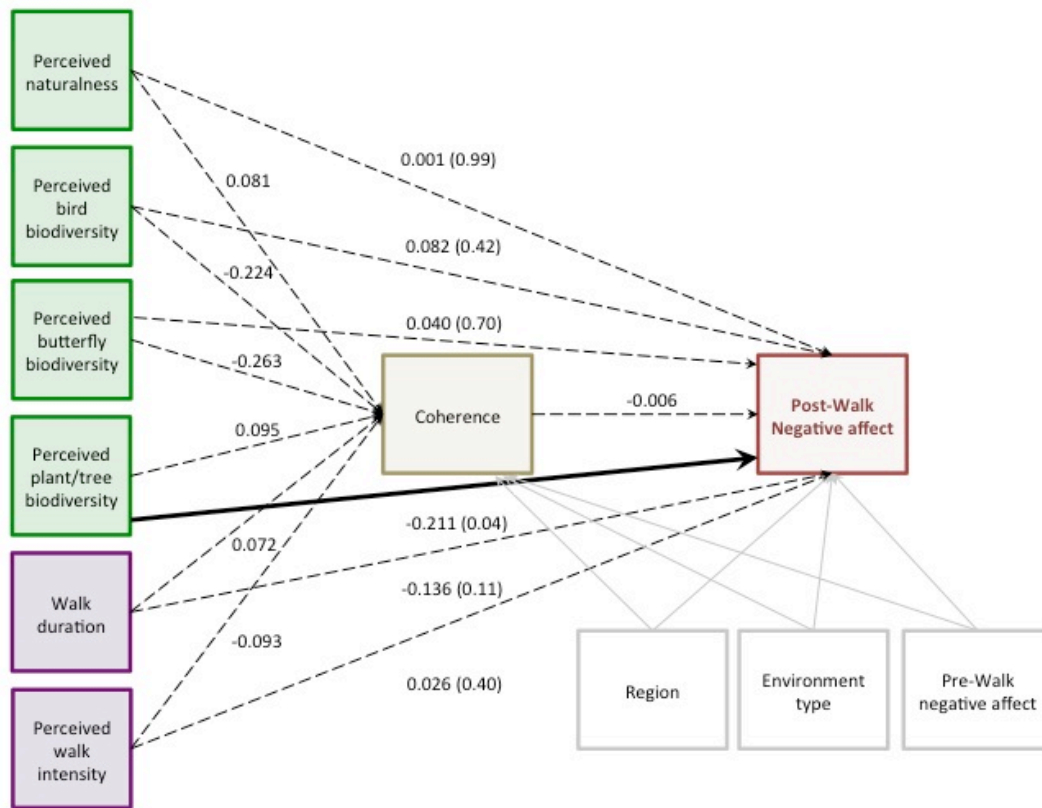 Perceived
naturalness
0.001 (0.99)
0.081
Perceived
bird
biodiversity
0.082 (0.42)
-0.224
Perceived
butterfly
biodiversity
0.040 (0.70)
-0.263
Coherence
-0.006
Post-Walk
Negative affect
Perceived
plant/tree
biodiversity
0.095
-0.211 (0.04)
0.072
Walk
duration
-0.136 (0.11)
-0.093
Perceived
walk
intensity
0.026 (0.40)
Region
Environment
type
Pre-Walk
negative affect